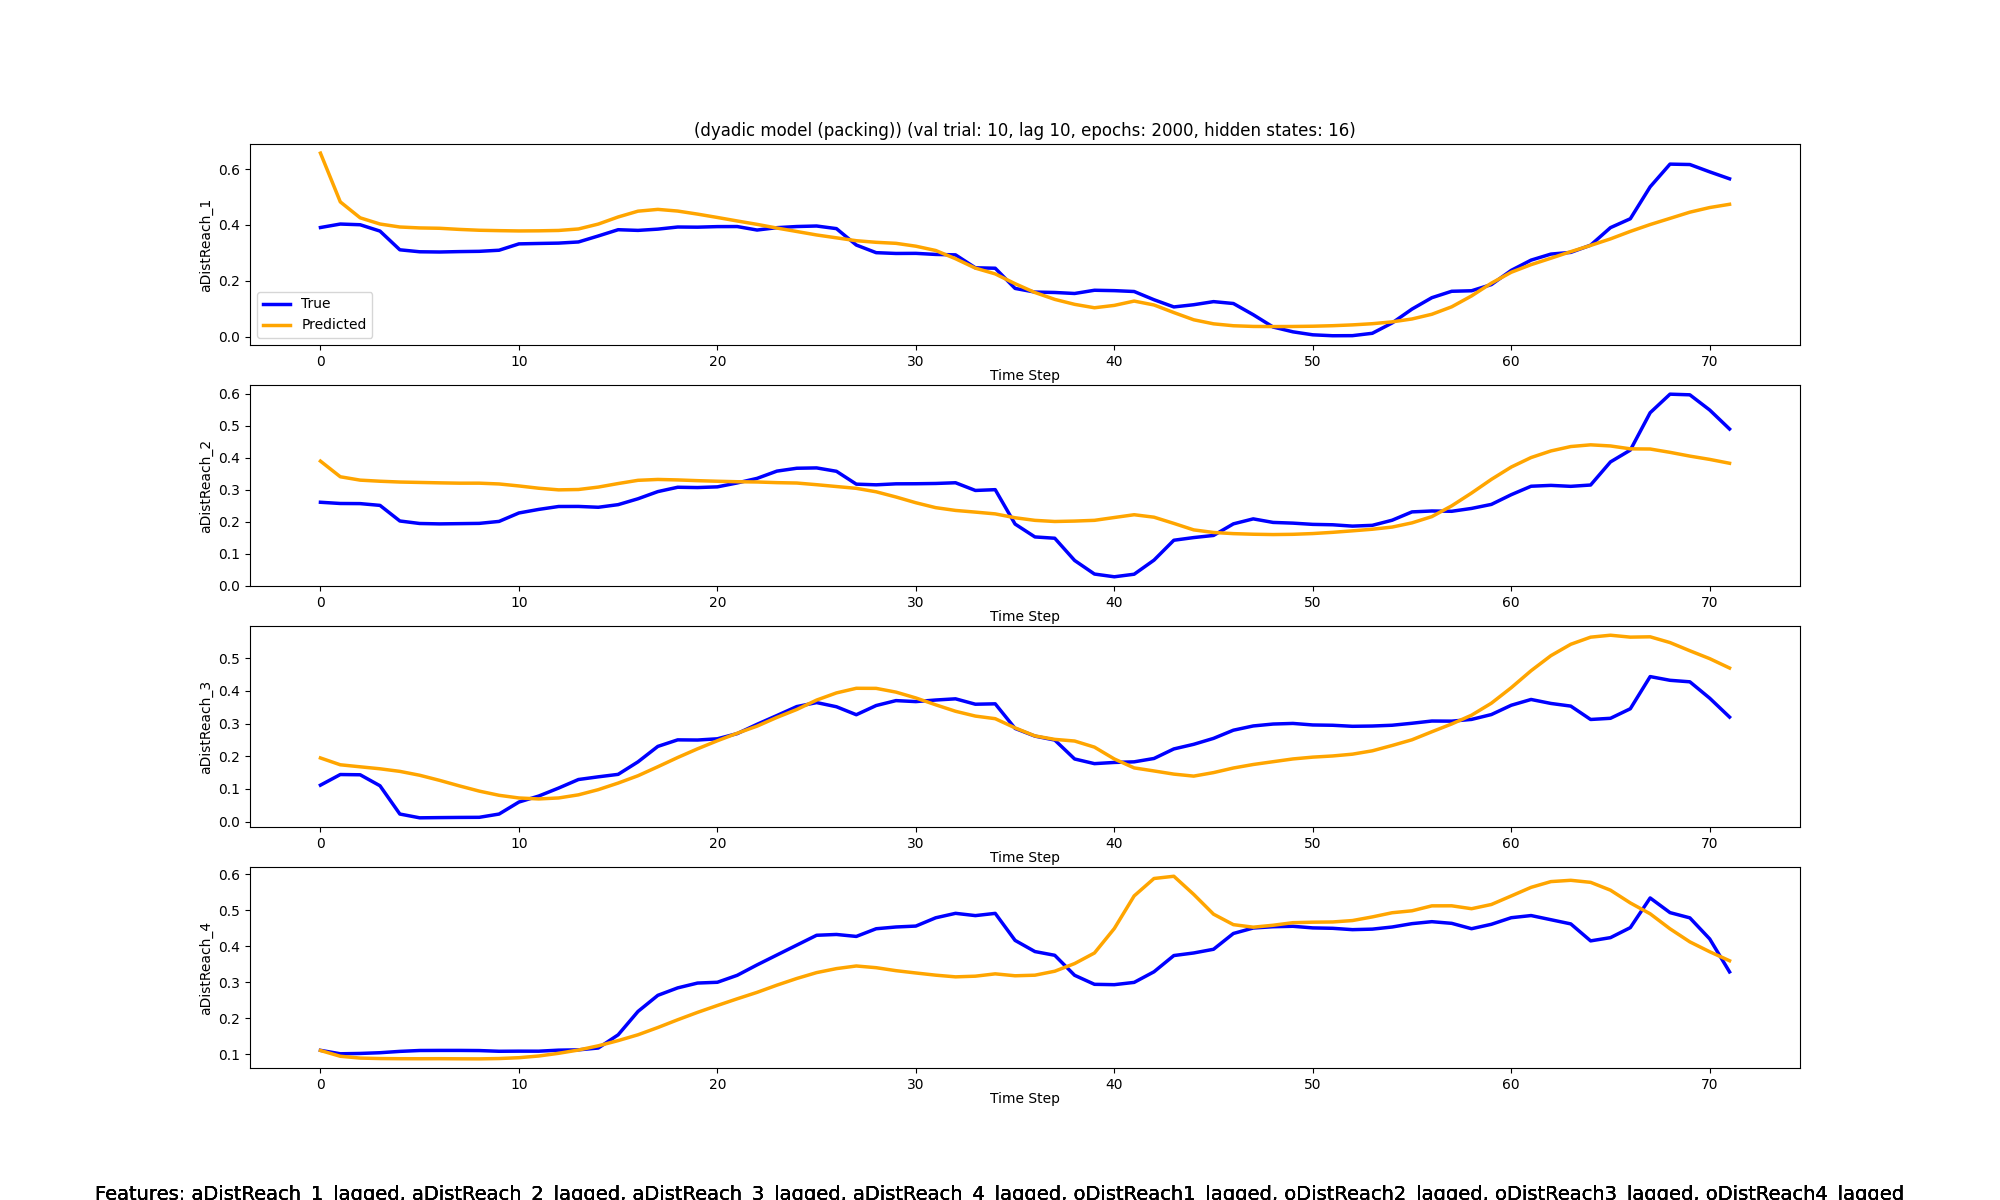 (dyadic model (packing)) (val trial: 10, lag 10, epochs: 2000, hidden states: 16)
aDistReach_1
0.6
0.4
0.2
0.0
True
Predicted
0 10 20 30 40 50 60 70
Time Step
aDistReach_2
0.6
0.5
0.4
0.3
0.2
0.1
0.0
0 10 20 30 40 50 60 70
Time Step
aDistReach_3
0.5
0.4
0.3
0.2
0.1
0.0
0 10 20 30 40 50 60 70
Time Step
aDistReach_4
0.6
0.5
0.4
0.3
0.2
0.1
0 10 20 30 40 50 60 70
Time Step
Features: aDistReach_1_lagged, aDistReach_2_lagged, aDistReach_3_lagged, aDistReach_4_lagged, oDistReach1_lagged, oDistReach2_lagged, oDistReach3_lagged, oDistReach4_lagged